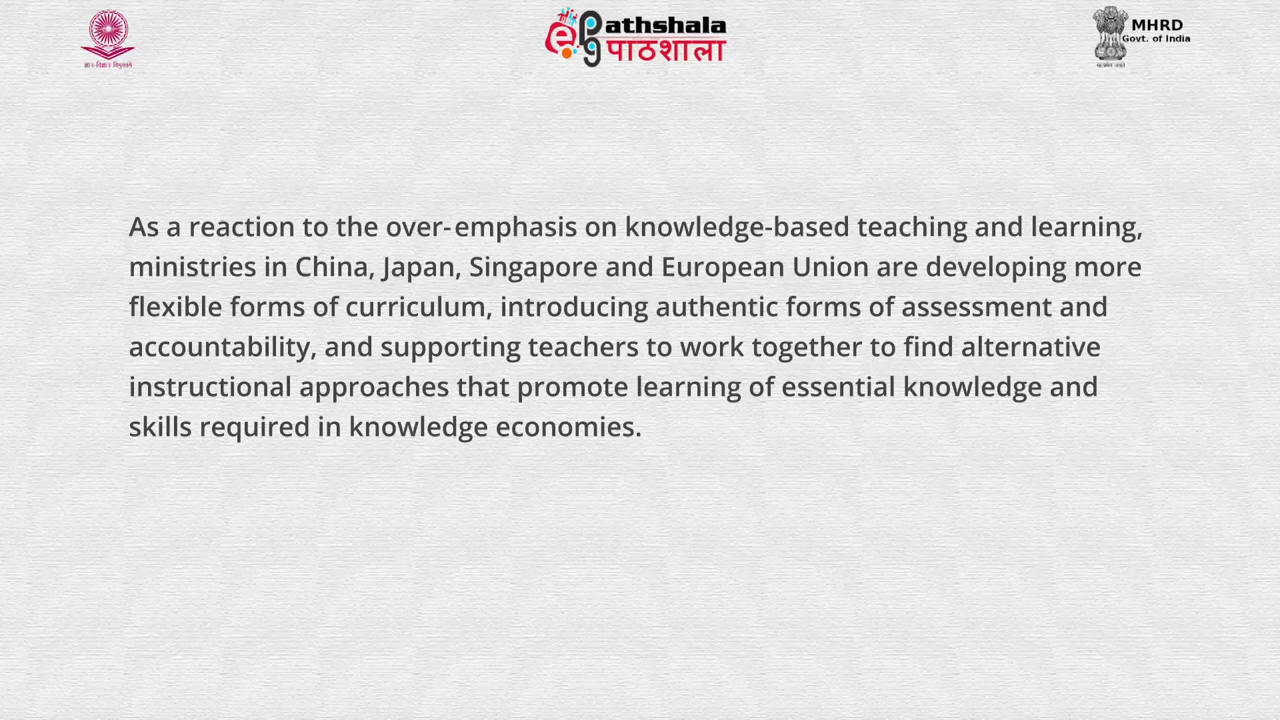 ePathshala
पाठशाला
MHRD
Govt. of India
As a reaction to the over-emphasis on knowledge-based teaching and learning,
ministries in China, Japan, Singapore and European Union are developing more
flexible forms of curriculum, introducing authentic forms of assessment and
accountability, and supporting teachers to work together to find alternative
instructional approaches that promote learning of essential knowledge and
skills required in knowledge economies.